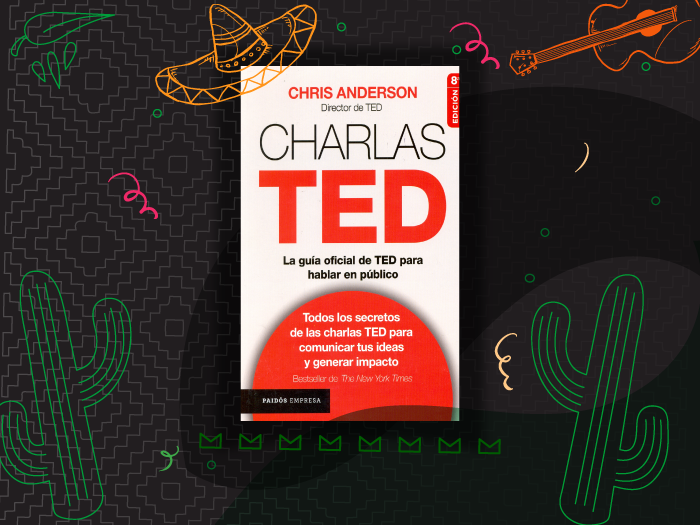 CHRIS ANDERSON
Director de TED
8ª
EDICIÓN
CHARLAS
TED
La guía oficial de TED para
hablar en público
Todos los secretos
de las charlas TED para
comunicar tus ideas
y generar impacto
Bestseller de The New York Times
PAIDÓS EMPRESA